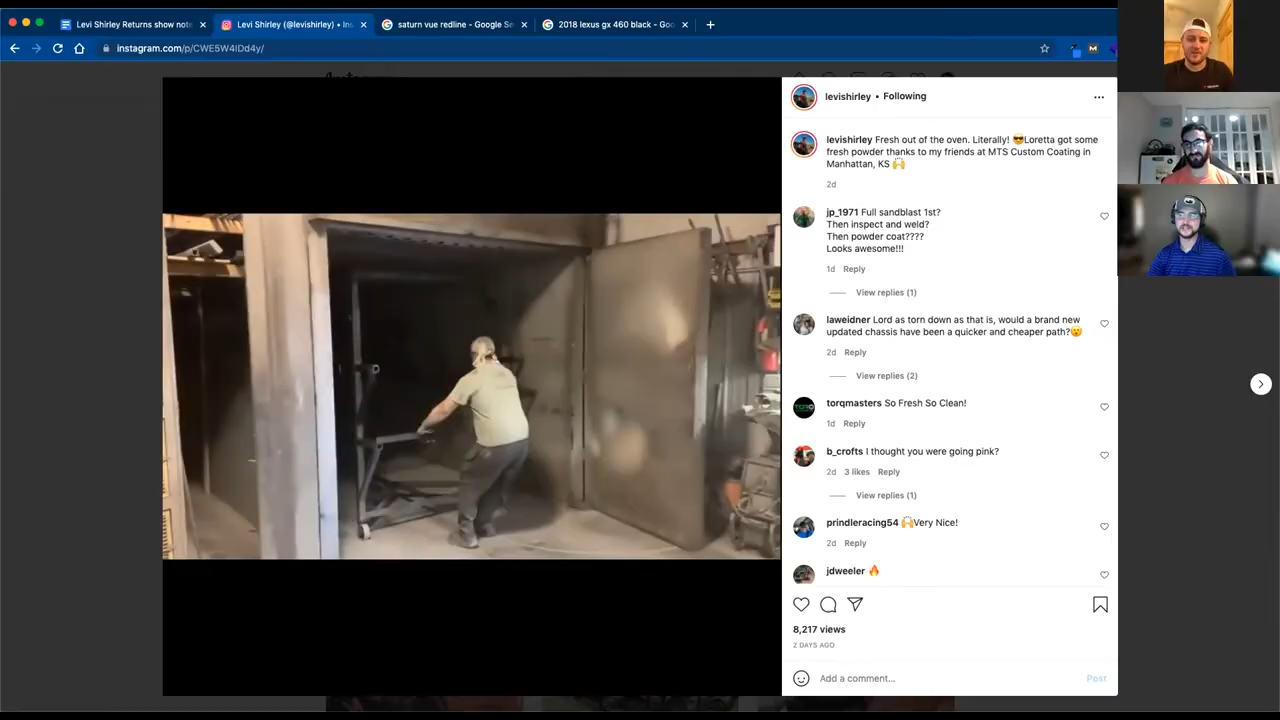 Levi Shirley Returns show note
Levi Shirley (@levishirley) • Ins
saturn vue redline - Google Se
2018 lexus gx 460 black - Goo
instagram.com/p/CWE5W4IDd4y/
levishirley • Following
levishirley Fresh out of the oven. Literally! 😎Loretta got some
fresh powder thanks to my friends at MTS Custom Coating in
Manhattan, KS 🙌
2d
jp_1971 Full sandblast 1st?
Then inspect and weld?
Then powder coat????
Looks awesome!!!
1d Reply
View replies (1)
laweidner Lord as torn down as that is, would a brand new
updated chassis have been a quicker and cheaper path?😮
2d Reply
View replies (2)
torqmasters So Fresh So Clean!
1d Reply
b_crofts I thought you were going pink?
2d 3 likes Reply
View replies (1)
prindleracing54 🙌Very Nice!
2d Reply
jdweeler 🔥
8,217 views
2 DAYS AGO
Add a comment...
Post